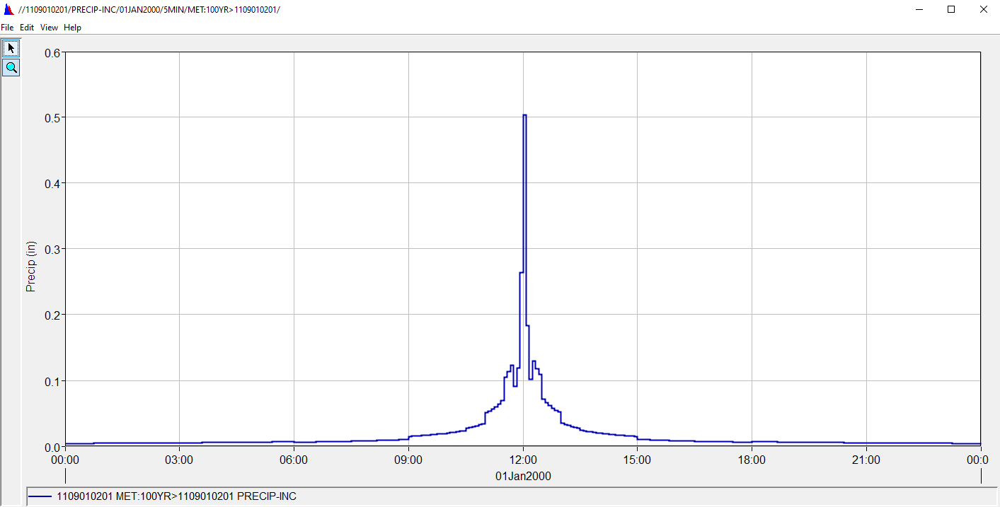 //1109010201/PRECIP-INC/01JAN2000/5MIN/MET:100YR>1109010201/
File Edit View Help
0.6
0.5
0.4
0.3
0.2
0.1
0.0
Precip (in)
00:00 03:00 06:00 09:00 12:00 15:00 18:00 21:00 00:0
01Jan2000
1109010201 MET:100YR>1109010201 PRECIP-INC